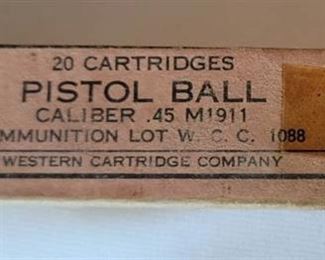 20 CARTRIDGES
PISTOL BALL
CALIBER .45 M1911
MMUNITION LOT W. C. C. 1088
WESTERN CARTRIDGE COMPANY